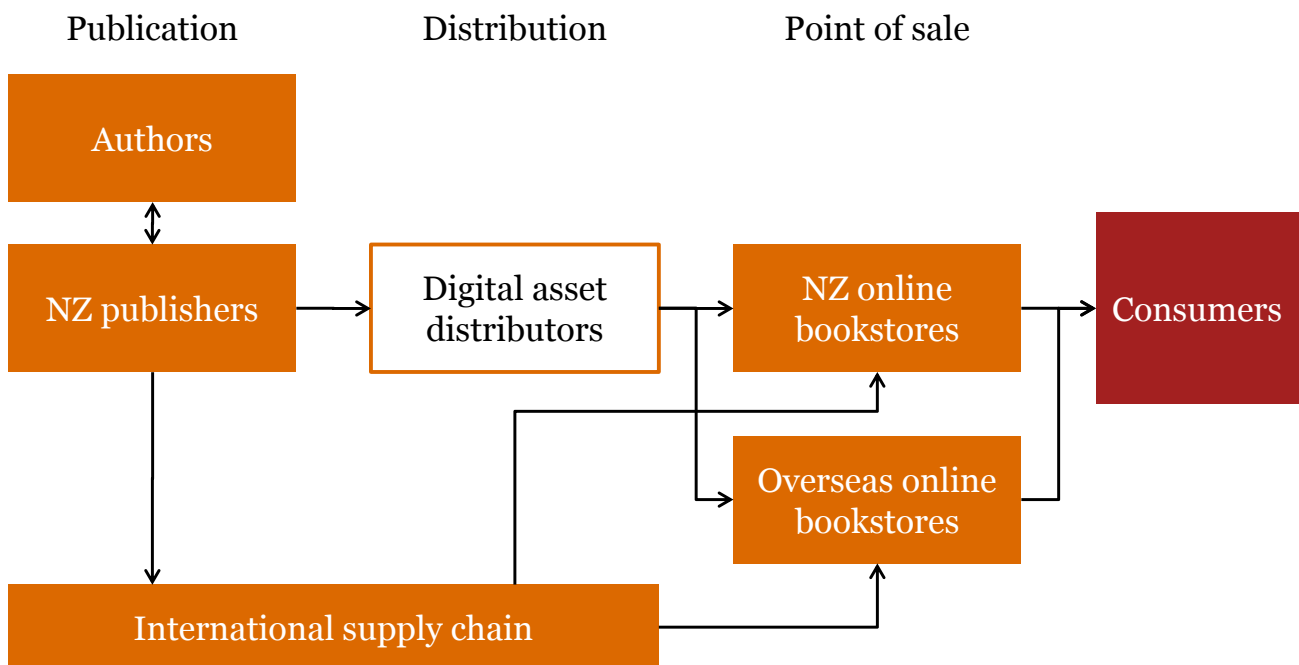 Publication
Distribution
Point of sale
Authors
NZ publishers
Digital asset
distributors
NZ online
bookstores
Consumers
Overseas online
bookstores
International supply chain